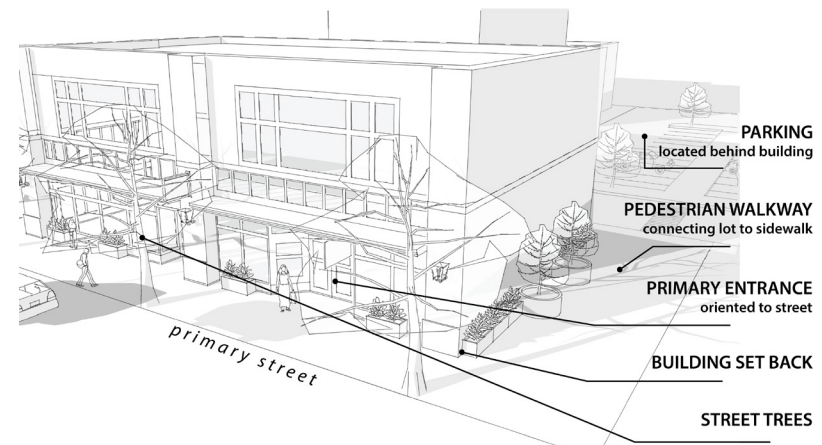 PARKING
located behind building
PEDESTRIAN WALKWAY
connecting lot to sidewalk
PRIMARY ENTRANCE
oriented to street
primary street
BUILDING SET BACK
STREET TREES